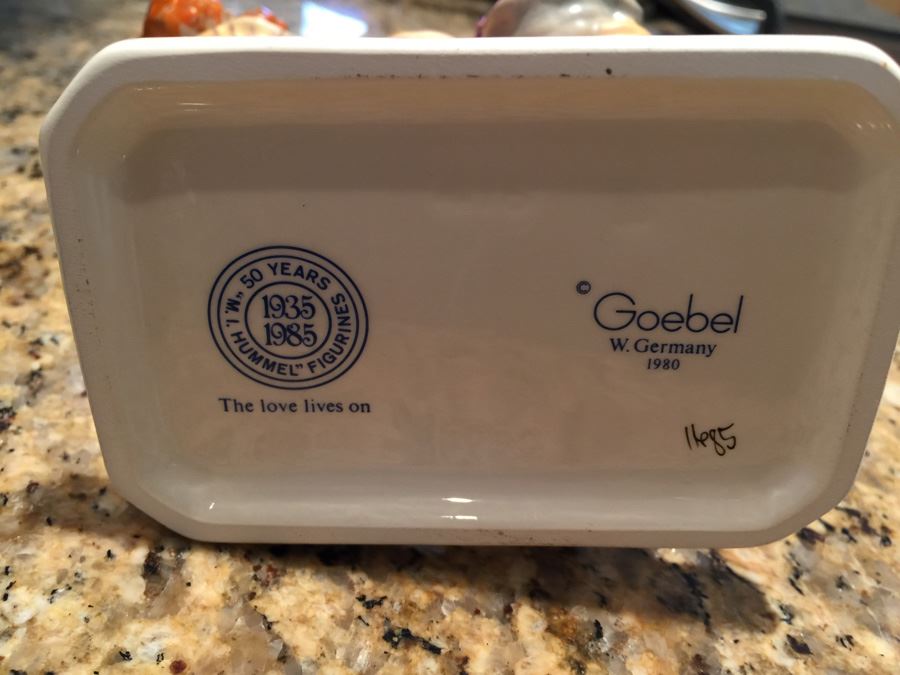 50 YEARS
"M. I. HUMMEL" FIGURINES
1935
1985
The love lives on
© Goebel
W. Germany
1980
1685